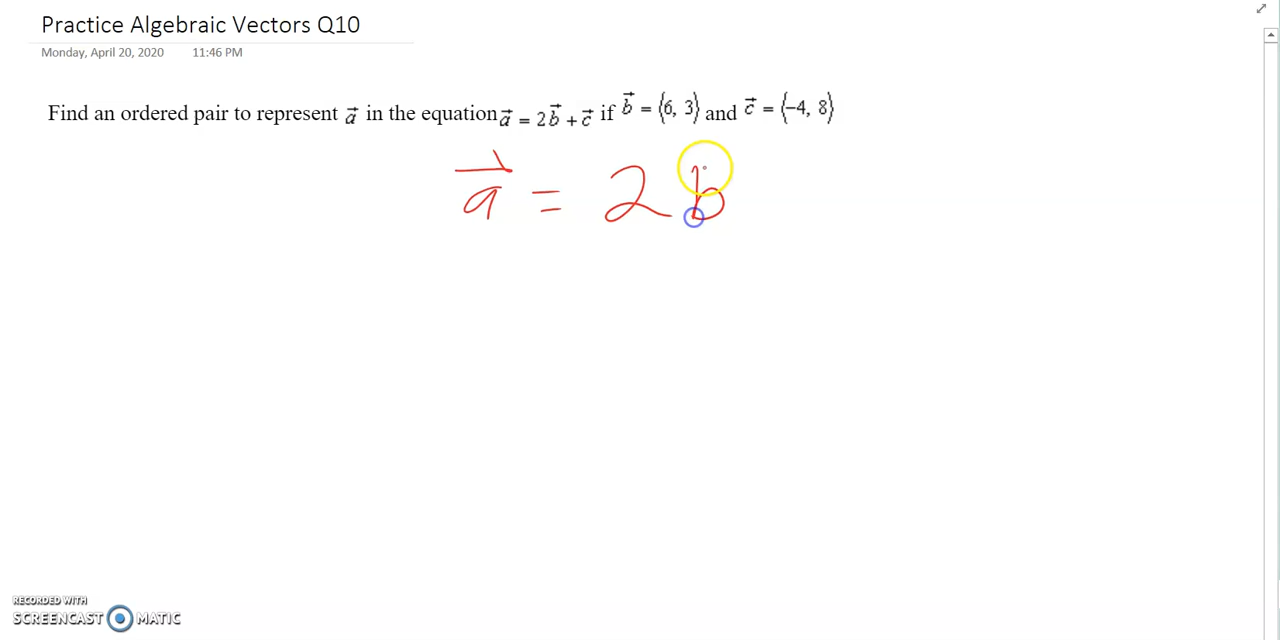 Practice Algebraic Vectors Q10
Monday, April 20, 2020 11:46 PM
Find an ordered pair to represent a⃗ in the equation a⃗ = 2b⃗ + c⃗ if b⃗ = ⟨6, 3⟩ and c⃗ = ⟨−4, 8⟩
a⃗ = 2 b
RECORDED WITH
SCREENCAST MATIC